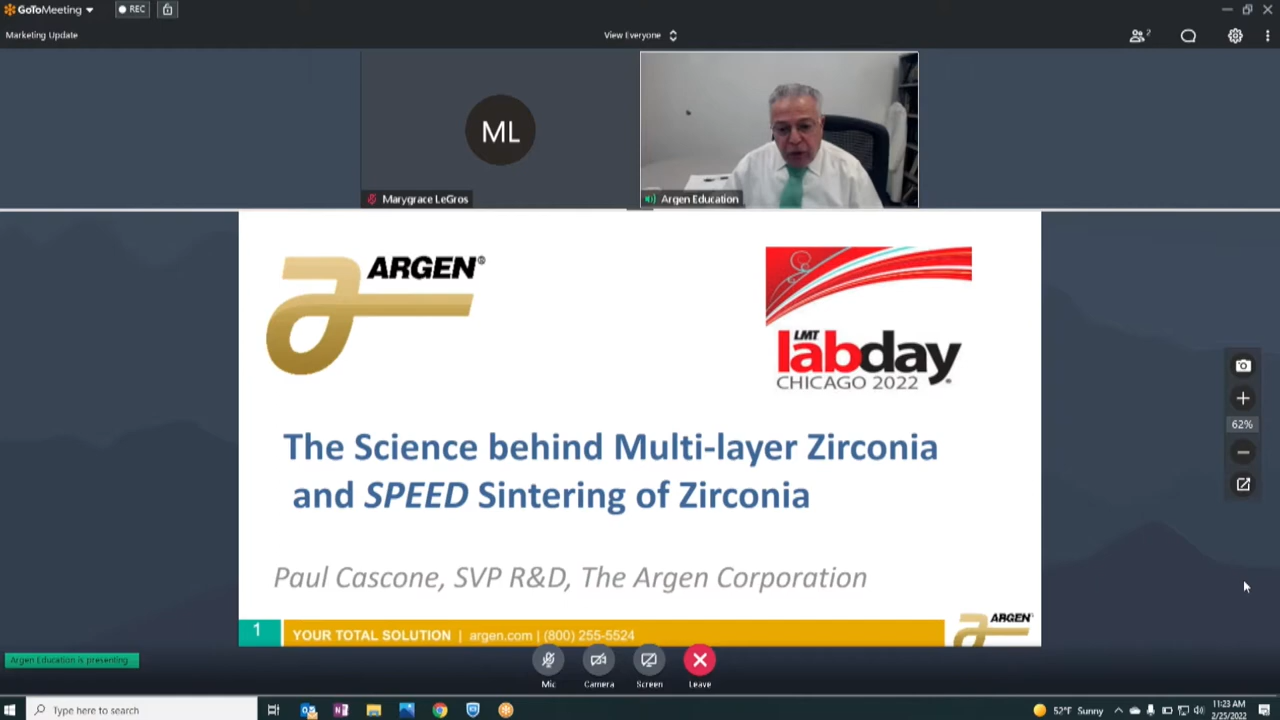 GoToMeeting
REC
Marketing Update
View Everyone
2
ML
Marygrace LeGros
Argen Education
ARGEN®
LMT
labday
CHICAGO 2022
62%
The Science behind Multi-layer Zirconia
and SPEED Sintering of Zirconia
Paul Cascone, SVP R&D, The Argen Corporation
1
YOUR TOTAL SOLUTION | argen.com | (800) 255-5524
ARGEN
Argen Education is presenting
Mic
Camera
Screen
Leave
Type here to search
52°F Sunny
11:23 AM
2/25/2022